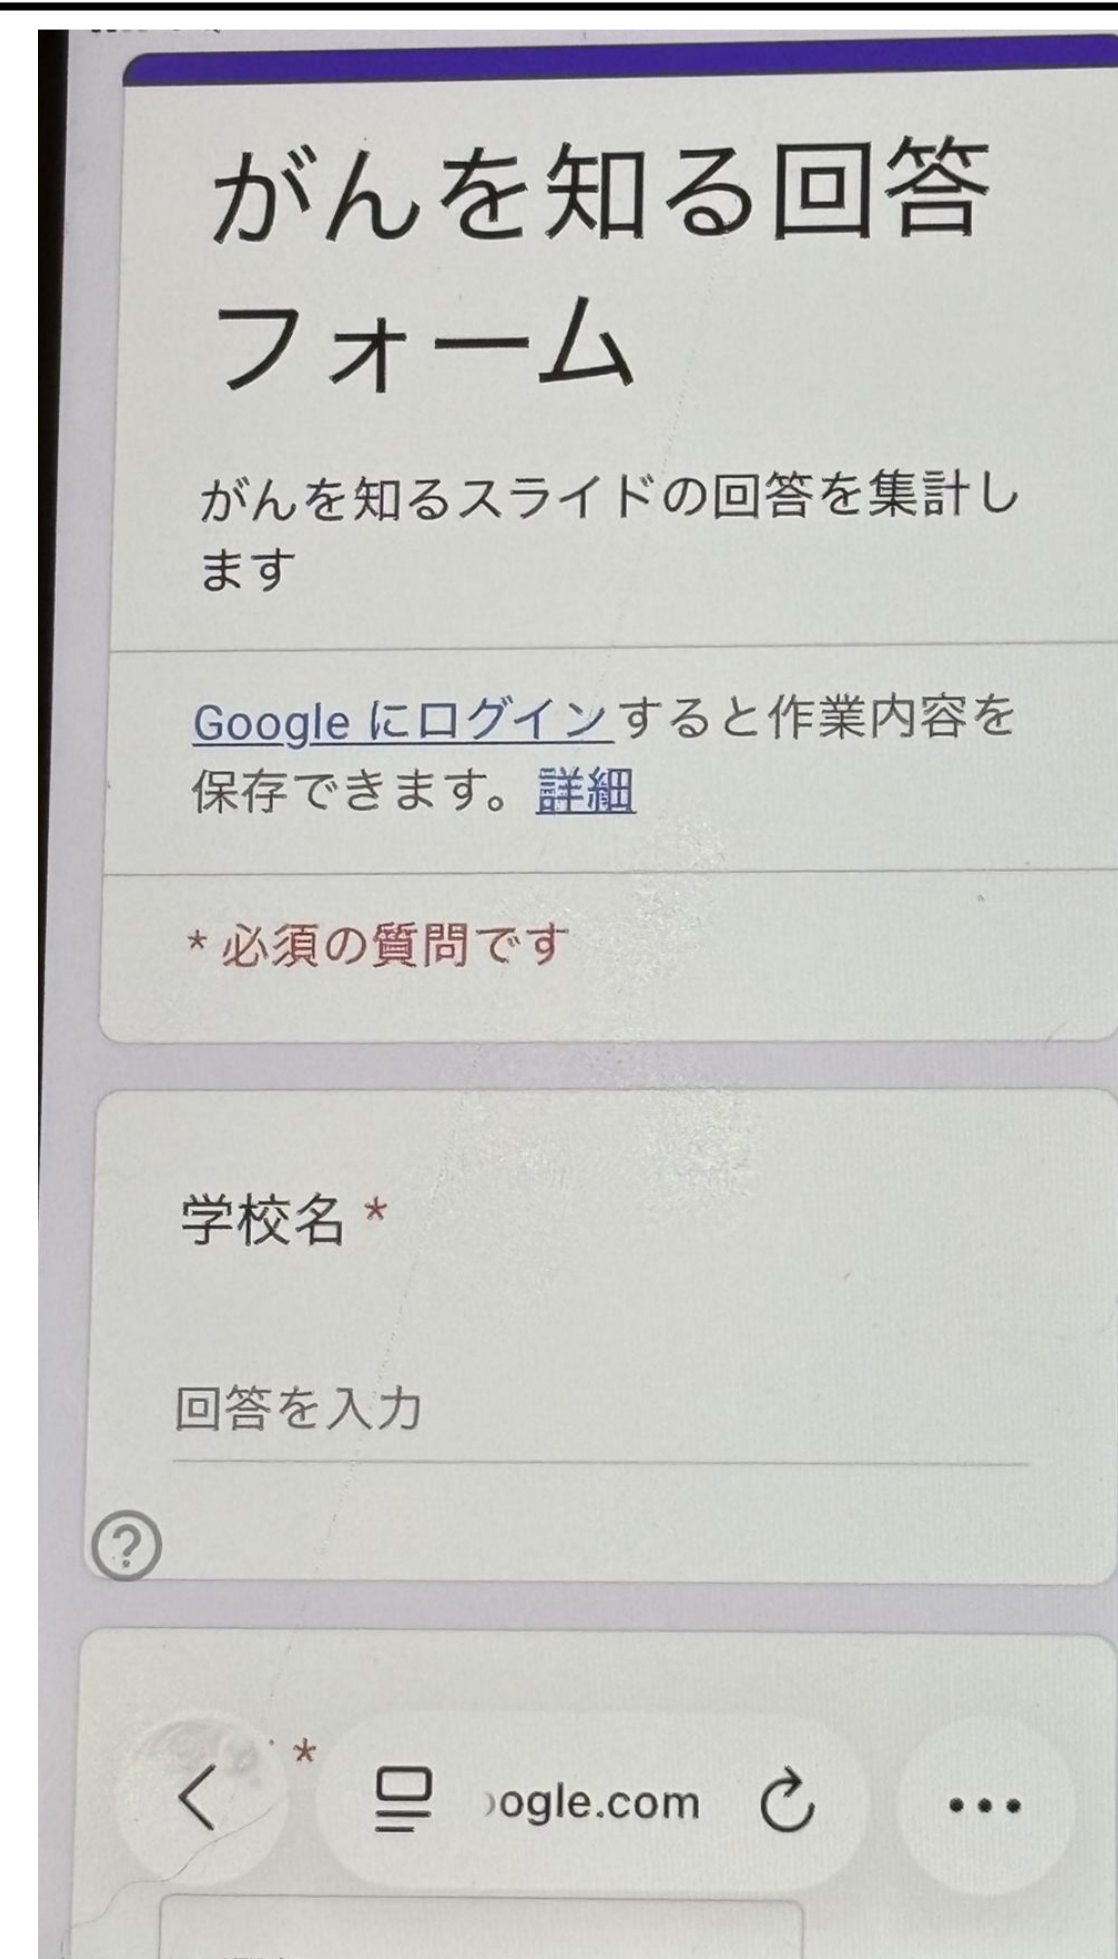 がんを知る回答
フォーム
がんを知るスライドの回答を集計し
ます
Google にログインすると作業内容を
保存できます。詳細
* 必須の質問です
学校名 *
回答を入力
*
ogle.com